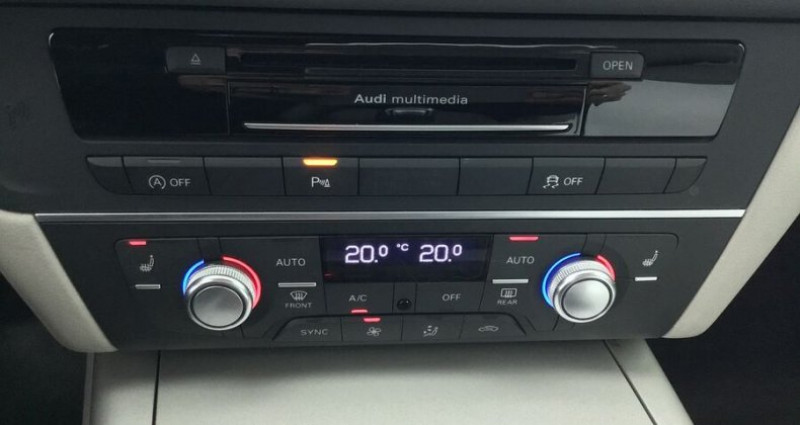 OPEN
Audi multimedia
A OFF
P
OFF
20.0 °C 20.0
AUTO
AUTO
FRONT
A/C
OFF
REAR
SYNC